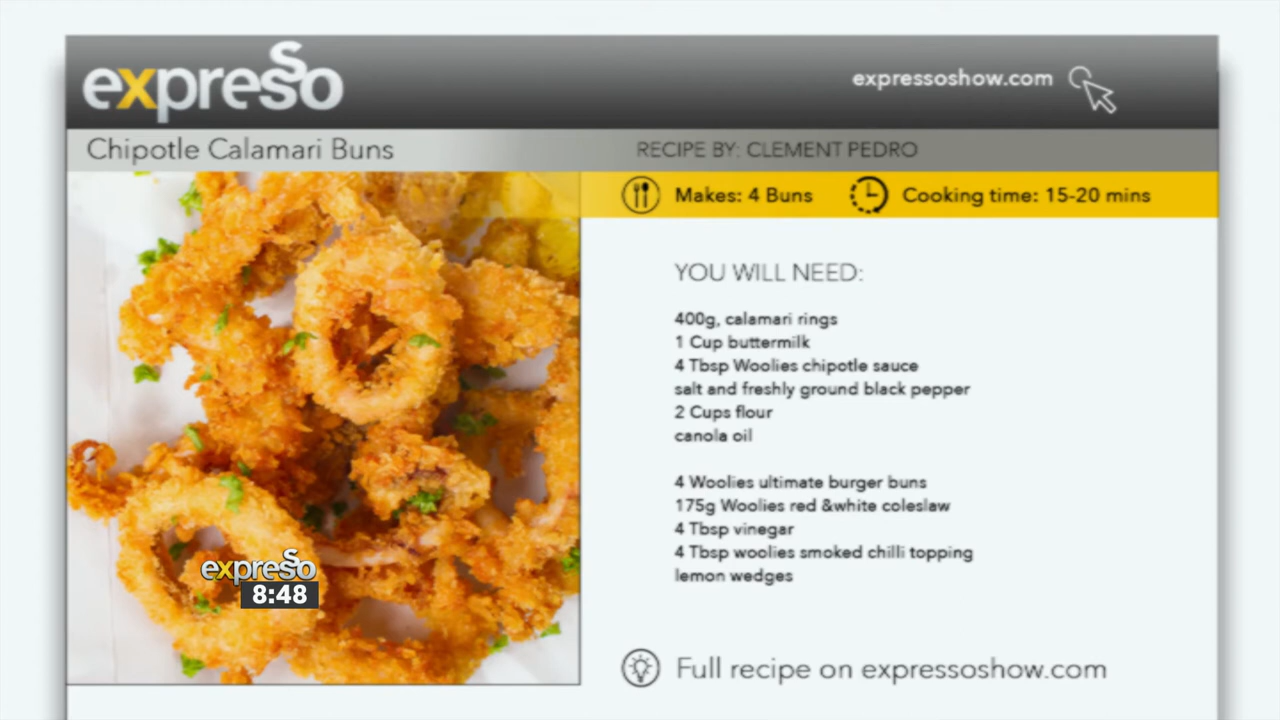 expresso
expressoshow.com
Chipotle Calamari Buns
RECIPE BY: CLEMENT PEDRO
Makes: 4 Buns
Cooking time: 15-20 mins
YOU WILL NEED:
400g, calamari rings
1 Cup buttermilk
4 Tbsp Woolies chipotle sauce
salt and freshly ground black pepper
2 Cups flour
canola oil
4 Woolies ultimate burger buns
175g Woolies red &white coleslaw
4 Tbsp vinegar
4 Tbsp woolies smoked chilli topping
lemon wedges
expresso
8:48
Full recipe on expressoshow.com